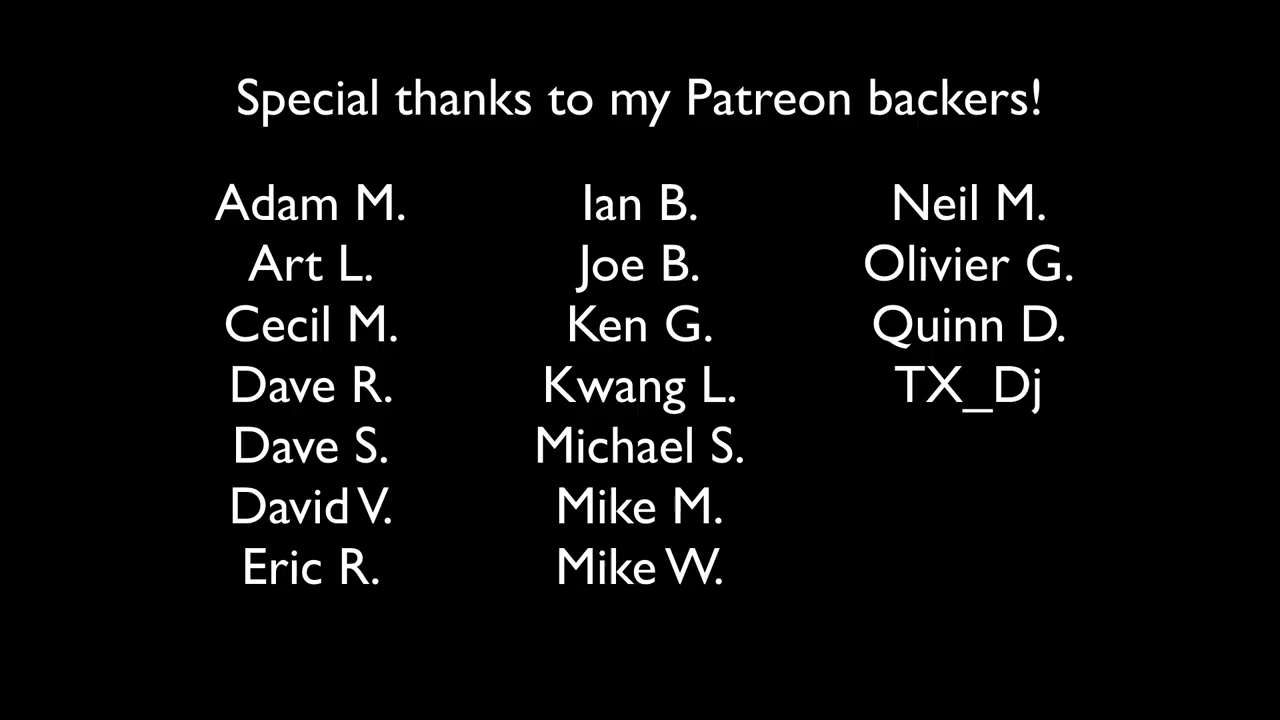 Special thanks to my Patreon backers!
Adam M.
Art L.
Cecil M.
Dave R.
Dave S.
David V.
Eric R.
Ian B.
Joe B.
Ken G.
Kwang L.
Michael S.
Mike M.
Mike W.
Neil M.
Olivier G.
Quinn D.
TX_Dj